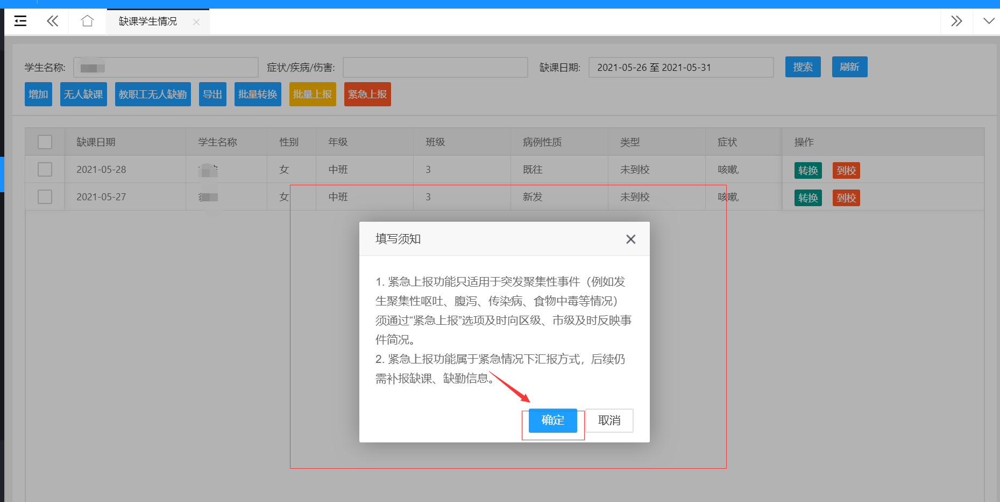 缺课学生情况
学生名称: 症状/疾病/伤害: 缺课日期: 2021-05-26 至 2021-05-31 搜索 刷新
增加 无人缺课 教职工无人缺勤 导出 批量转换 批量上报 紧急上报
缺课日期 学生名称 性别 年级 班级 病例性质 类型 症状 操作
2021-05-28 女 中班 3 既往 未到校 咳嗽, 转换 到校
2021-05-27 女 中班 3 新发 未到校 咳嗽, 转换 到校
填写须知
1. 紧急上报功能只适用于突发聚集性事件（例如发
生聚集性呕吐、腹泻、传染病、食物中毒等情况）
须通过“紧急上报”选项及时向区级、市级及时反映事
件简况。
2. 紧急上报功能属于紧急情况下汇报方式，后续仍
需补报缺课、缺勤信息。
确定 取消